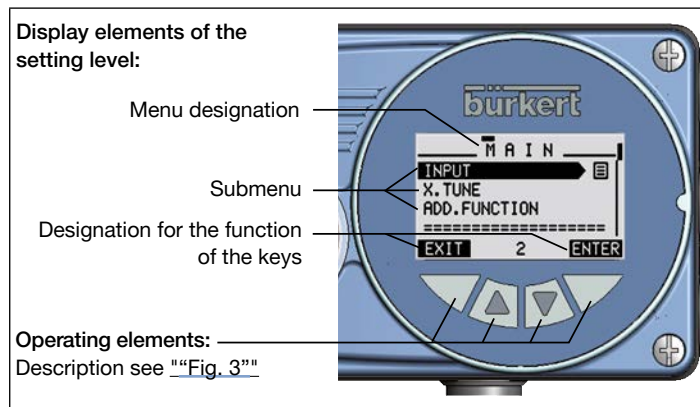 Display elements of the
setting level:
bürkert
Menu designation
MAIN
INPUT
Submenu
X.TUNE
ADD.FUNCTION
====================
Designation for the function
of the keys
EXIT 2 ENTER
Operating elements:
Description see "“Fig. 3”"